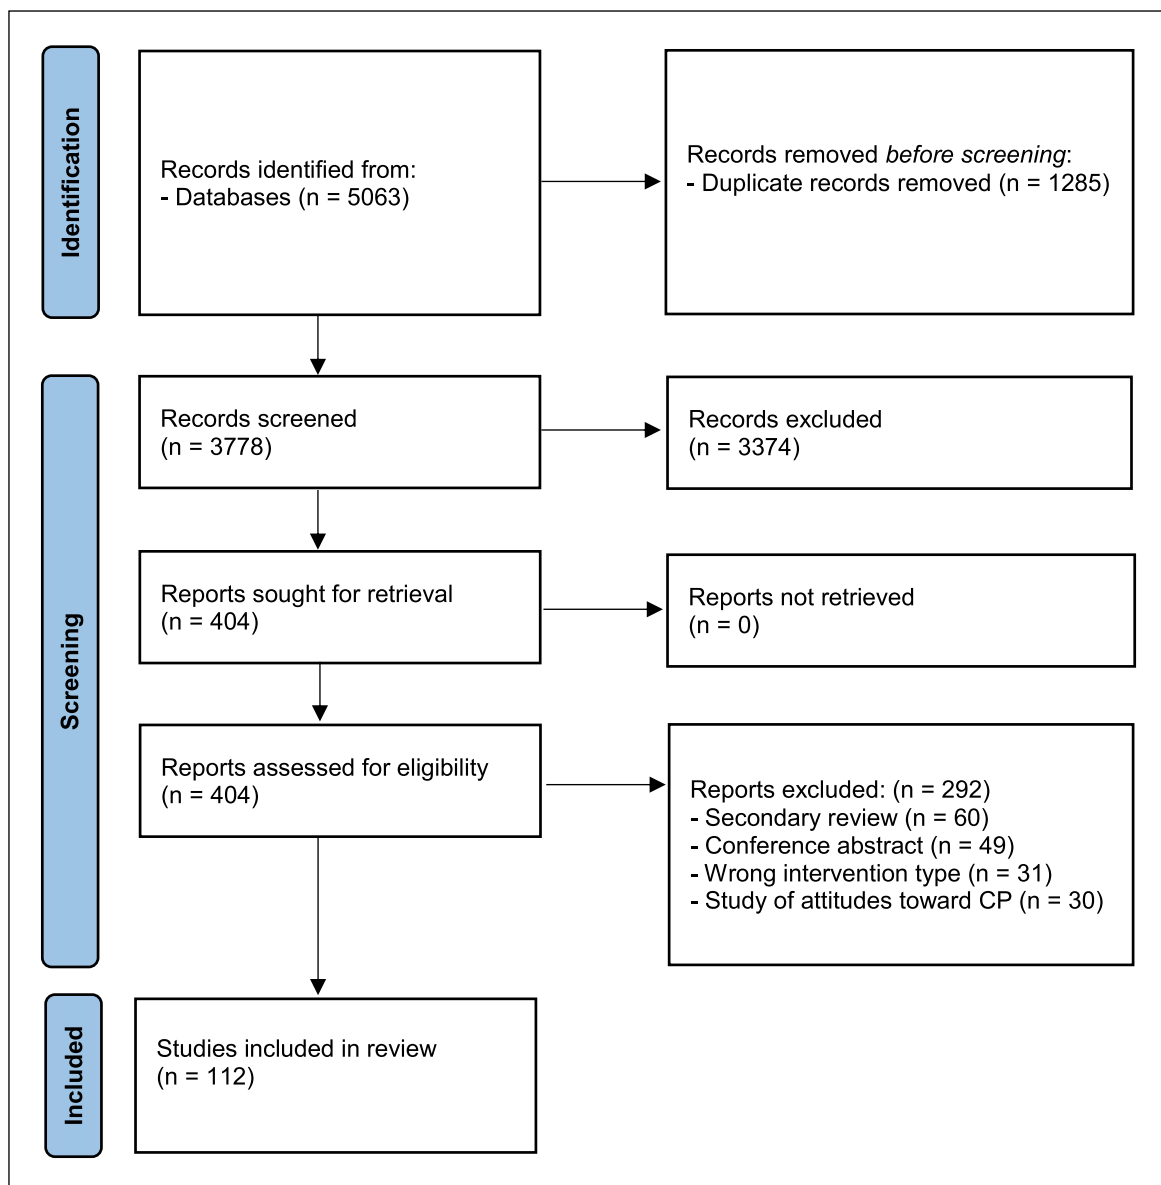 Identification
Records identified from:
- Databases (n = 5063)
Records removed before screening:
- Duplicate records removed (n = 1285)
Screening
Records screened
(n = 3778)
Records excluded
(n = 3374)
Reports sought for retrieval
(n = 404)
Reports not retrieved
(n = 0)
Reports assessed for eligibility
(n = 404)
Reports excluded: (n = 292)
- Secondary review (n = 60)
- Conference abstract (n = 49)
- Wrong intervention type (n = 31)
- Study of attitudes toward CP (n = 30)
Included
Studies included in review
(n = 112)